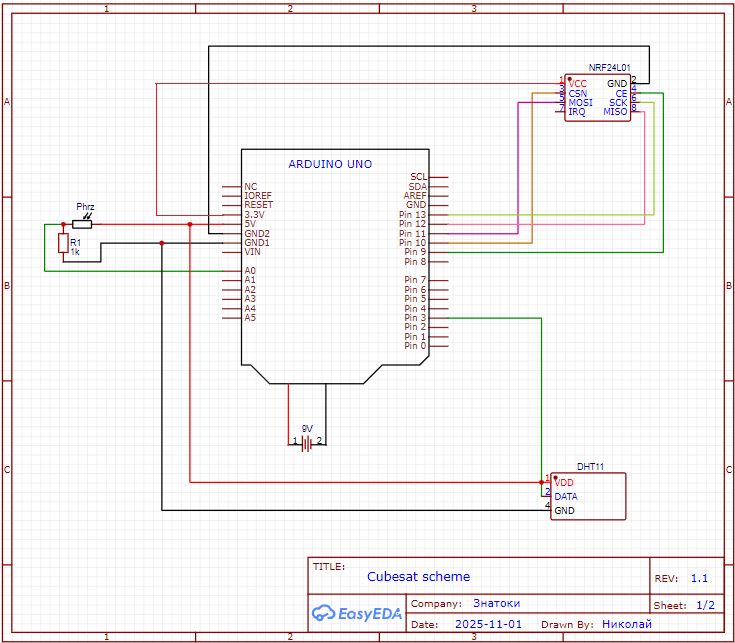 1 2 3
A A
B B
C C
NRF24L01
1 VCC GND 2
3 CSN CE 4
5 MOSI SCK 6
7 IRQ MISO 8
ARDUINO UNO
SCL
NC SDA
IOREF AREF
RESET GND
3.3V Pin 13
5V Pin 12
GND2 Pin 11
GND1 Pin 10
VIN Pin 9
Pin 8
A0
A1 Pin 7
A2 Pin 6
A3 Pin 5
A4 Pin 4
A5 Pin 3
Pin 2
Pin 1
Pin 0
Phrz
R1
1k
9V
1 2
DHT11
1 VDD
2 DATA
4 GND
TITLE:
Cubesat scheme
REV: 1.1
EasyEDA
Company: Знатоки
Sheet: 1/2
Date: 2025-11-01 Drawn By: Николай
1 2 3